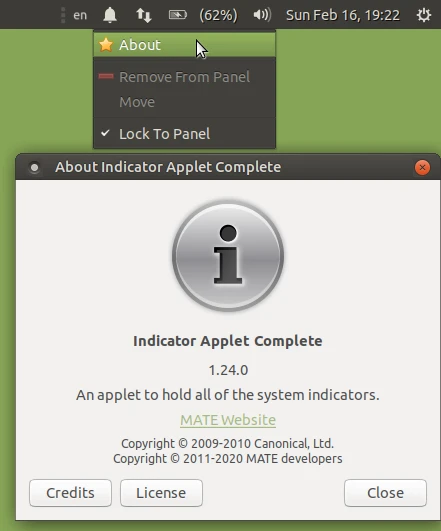 en (62%) Sun Feb 16, 19:22
About
Remove From Panel
Move
Lock To Panel
About Indicator Applet Complete
Indicator Applet Complete
1.24.0
An applet to hold all of the system indicators.
MATE Website
Copyright © 2009-2010 Canonical, Ltd.
Copyright © 2011-2020 MATE developers
Credits License Close